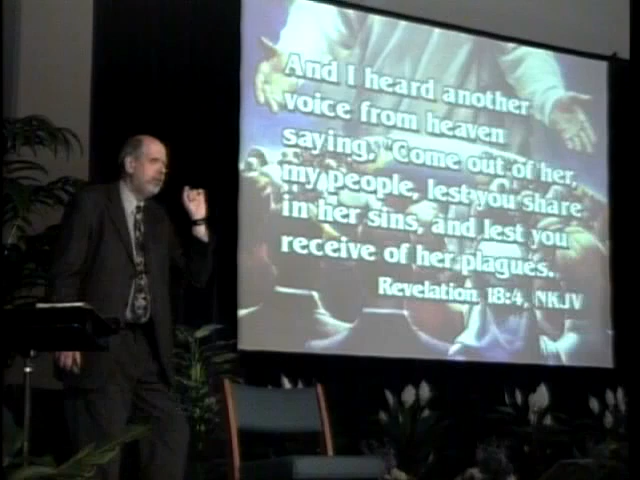 And I heard another
voice from heaven
saying, "Come out of her,
my people, lest you share
in her sins, and lest you
receive of her plagues.
Revelation 18:4, NKJV